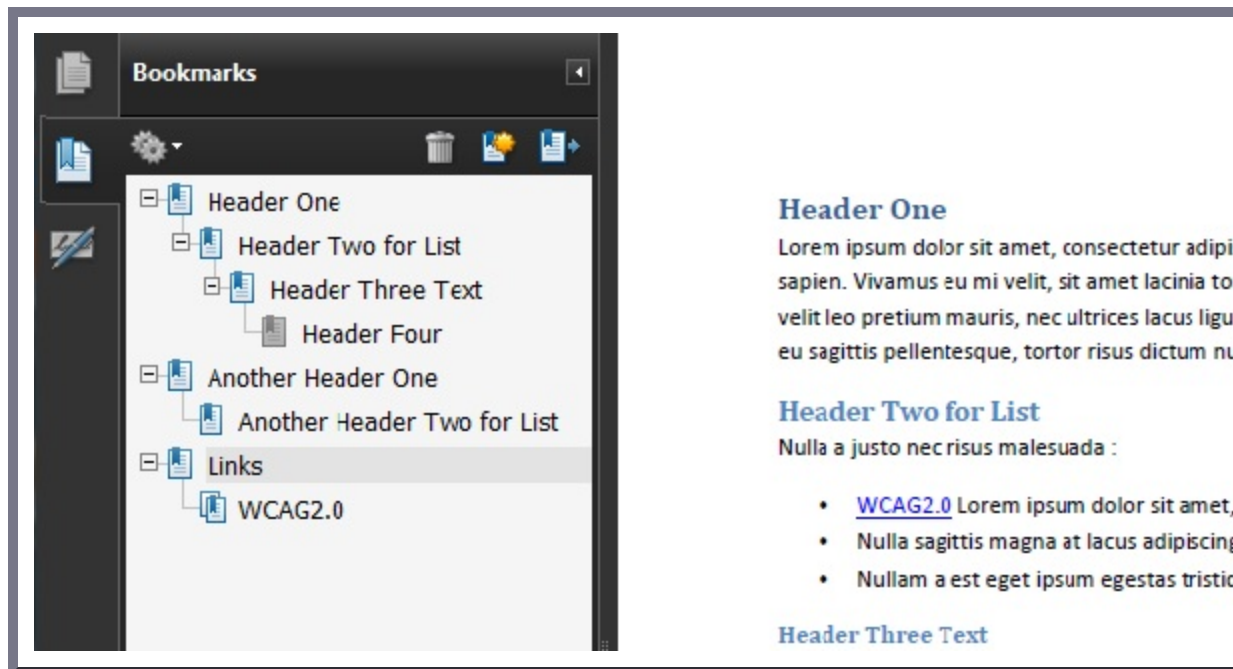 Bookmarks
Header One
Header Two for List
Header Three Text
Header Four
Another Header One
Another Header Two for List
Links
WCAG2.0
Header One
Lorem ipsum dolor sit amet, consectetur adipi
sapien. Vivamus eu mi velit, sit amet lacinia to
velit leo pretium mauris, nec ultrices lacus ligu
eu sagittis pellentesque, tortor risus dictum nu
Header Two for List
Nulla a justo nec risus malesuada :
• WCAG2.0 Lorem ipsum dolor sit amet,
• Nulla sagittis magna at lacus adipiscing
• Nullam a est eget ipsum egestas tristic
Header Three Text